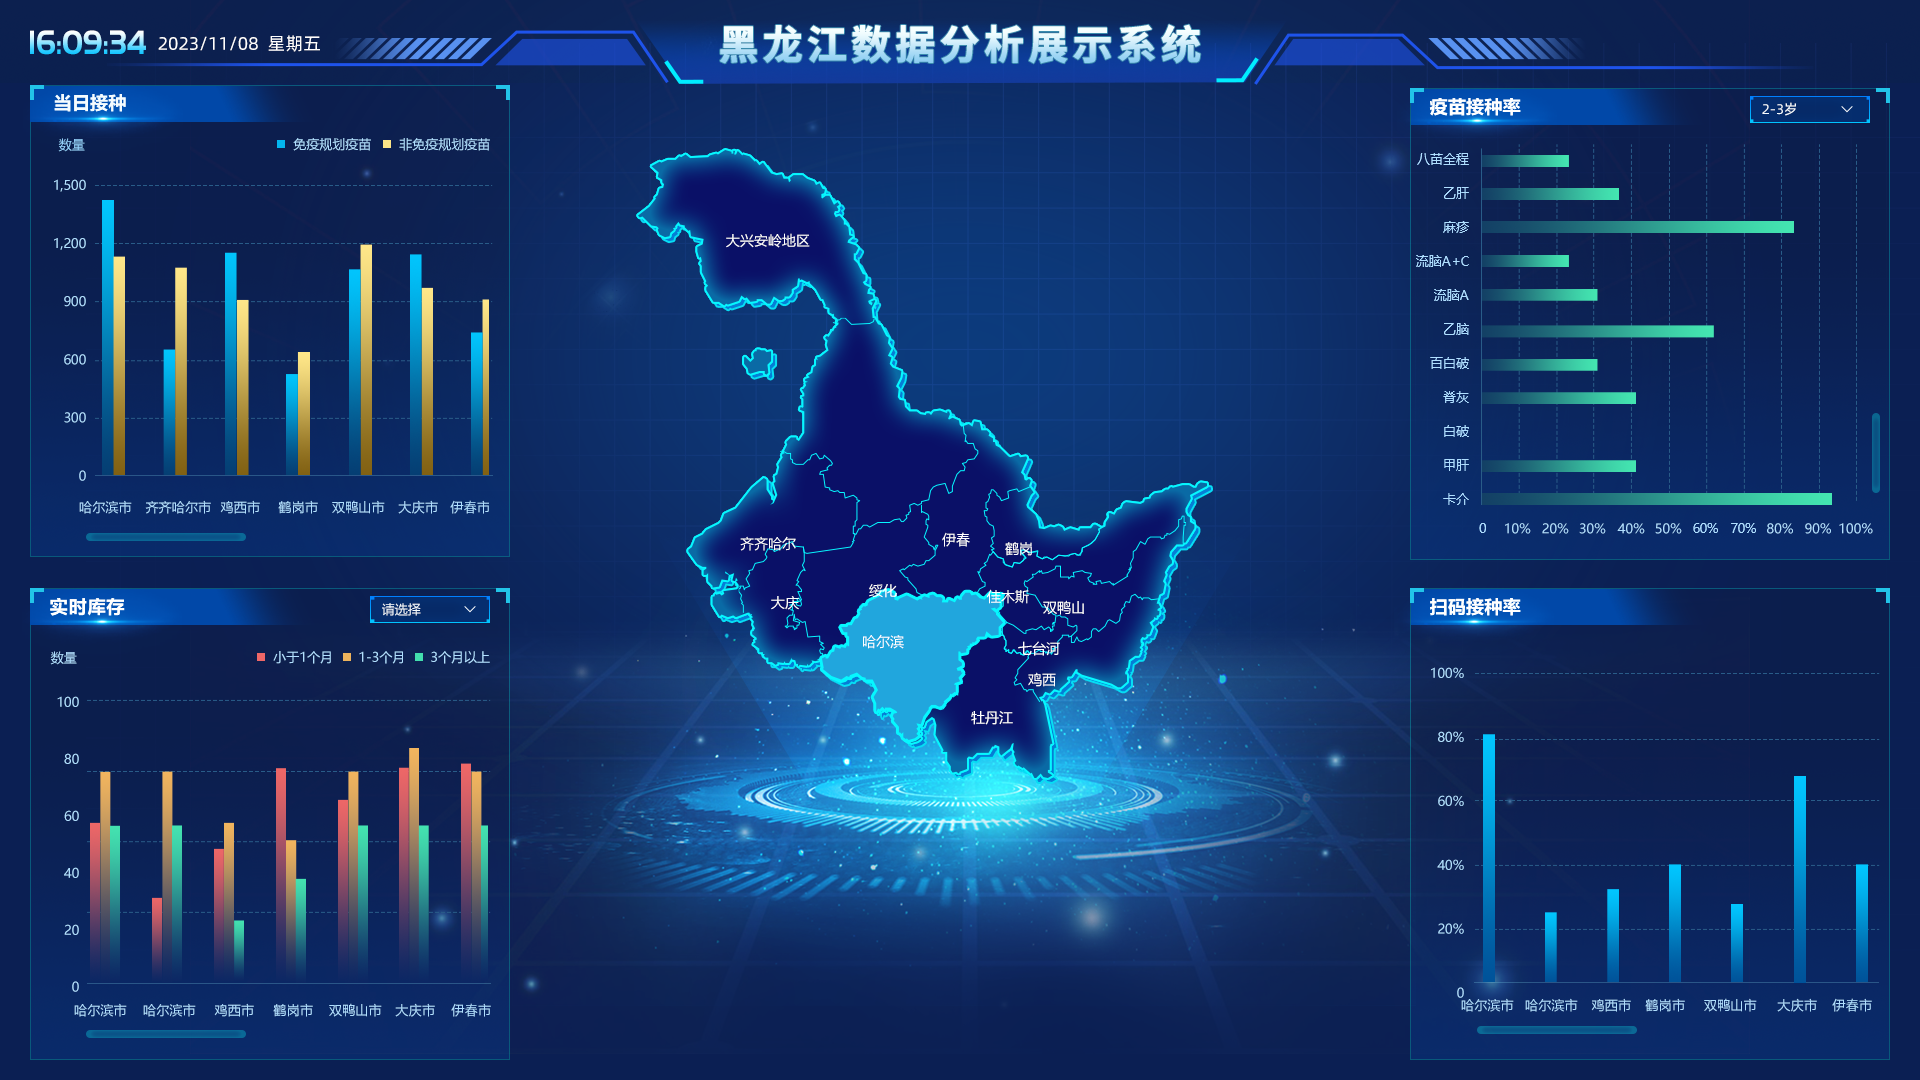 16:09:34 2023/11/08 星期五
黑龙江数据分析展示系统
当日接种
数量
免疫规划疫苗 非免疫规划疫苗
1,500
1,200
900
600
300
0
哈尔滨市 齐齐哈尔市 鸡西市 鹤岗市 双鸭山市 大庆市 伊春市
实时库存
请选择
数量
小于1个月 1-3个月 3个月以上
100
80
60
40
20
0
哈尔滨市 哈尔滨市 鸡西市 鹤岗市 双鸭山市 大庆市 伊春市
大兴安岭地区
齐齐哈尔
伊春
鹤岗
绥化
佳木斯
大庆
双鸭山
哈尔滨
七台河
鸡西
牡丹江
疫苗接种率
2-3岁
八苗全程
乙肝
麻疹
流脑A+C
流脑A
乙脑
百白破
脊灰
白破
甲肝
卡介
0 10% 20% 30% 40% 50% 60% 70% 80% 90% 100%
扫码接种率
100%
80%
60%
40%
20%
0
哈尔滨市 哈尔滨市 鸡西市 鹤岗市 双鸭山市 大庆市 伊春市